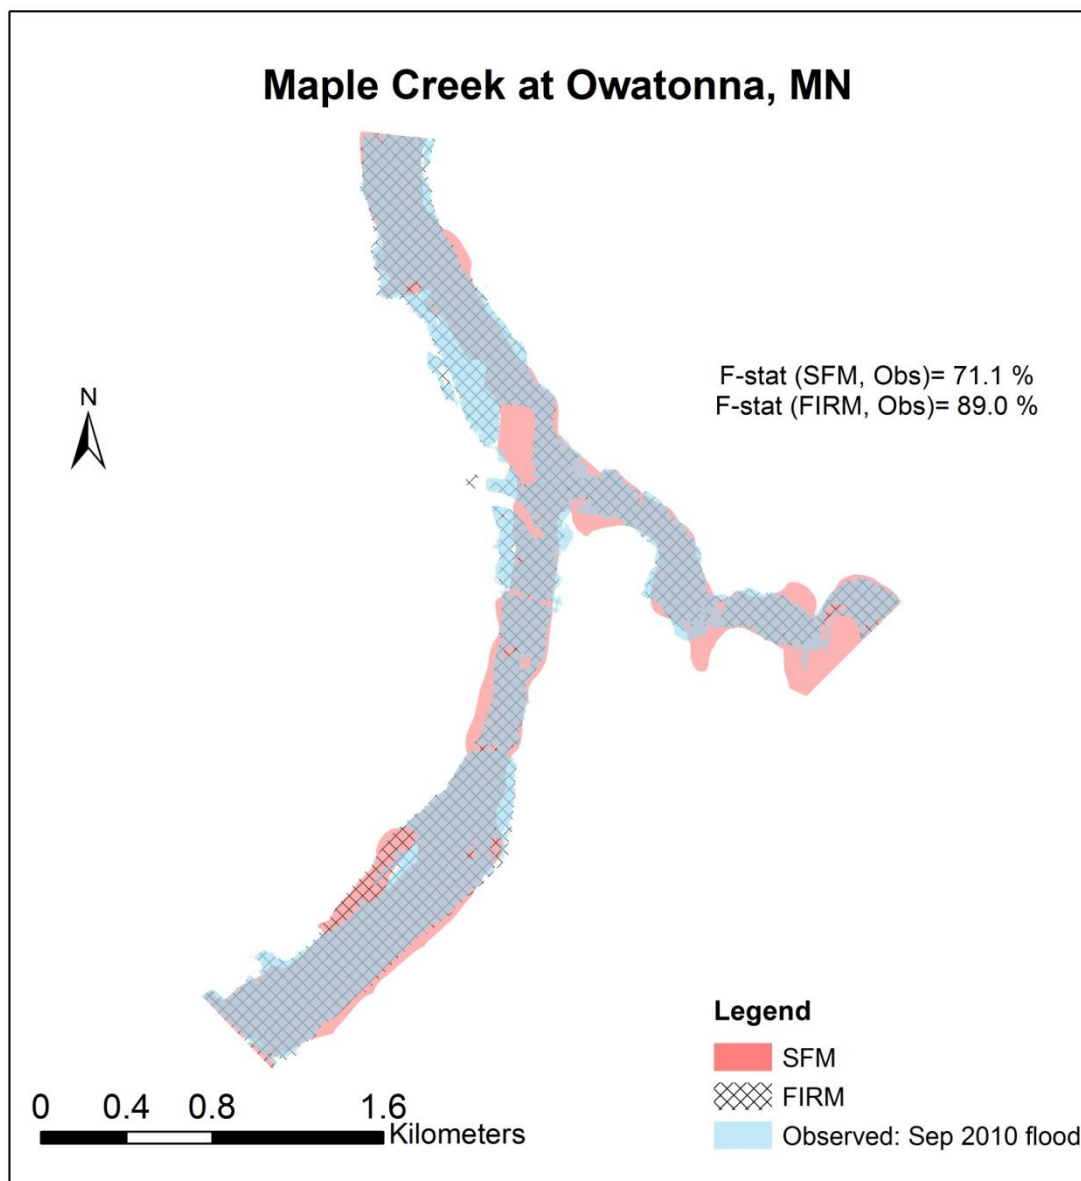 Maple Creek at Owatonna, MN
F-stat (SFM, Obs)= 71.1 %
F-stat (FIRM, Obs)= 89.0 %
N
Legend
SFM
FIRM
Observed: Sep 2010 flood
0 0.4 0.8 1.6
Kilometers